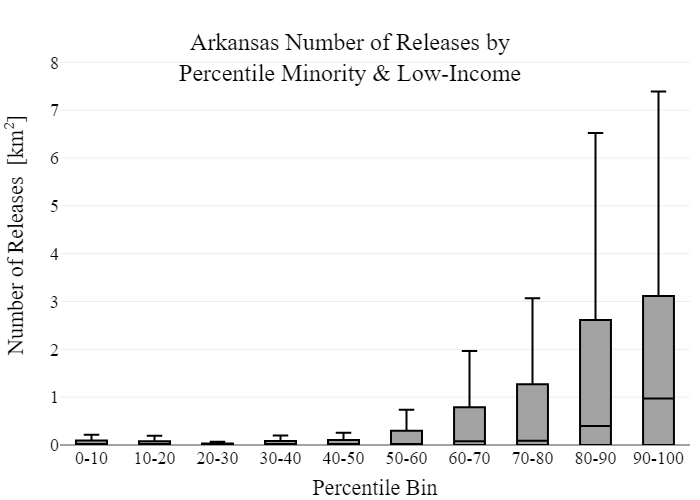 Arkansas Number of Releases by
Percentile Minority & Low-Income
Number of Releases [km²]
8
7
6
5
4
3
2
1
0
0-10 10-20 20-30 30-40 40-50 50-60 60-70 70-80 80-90 90-100
Percentile Bin